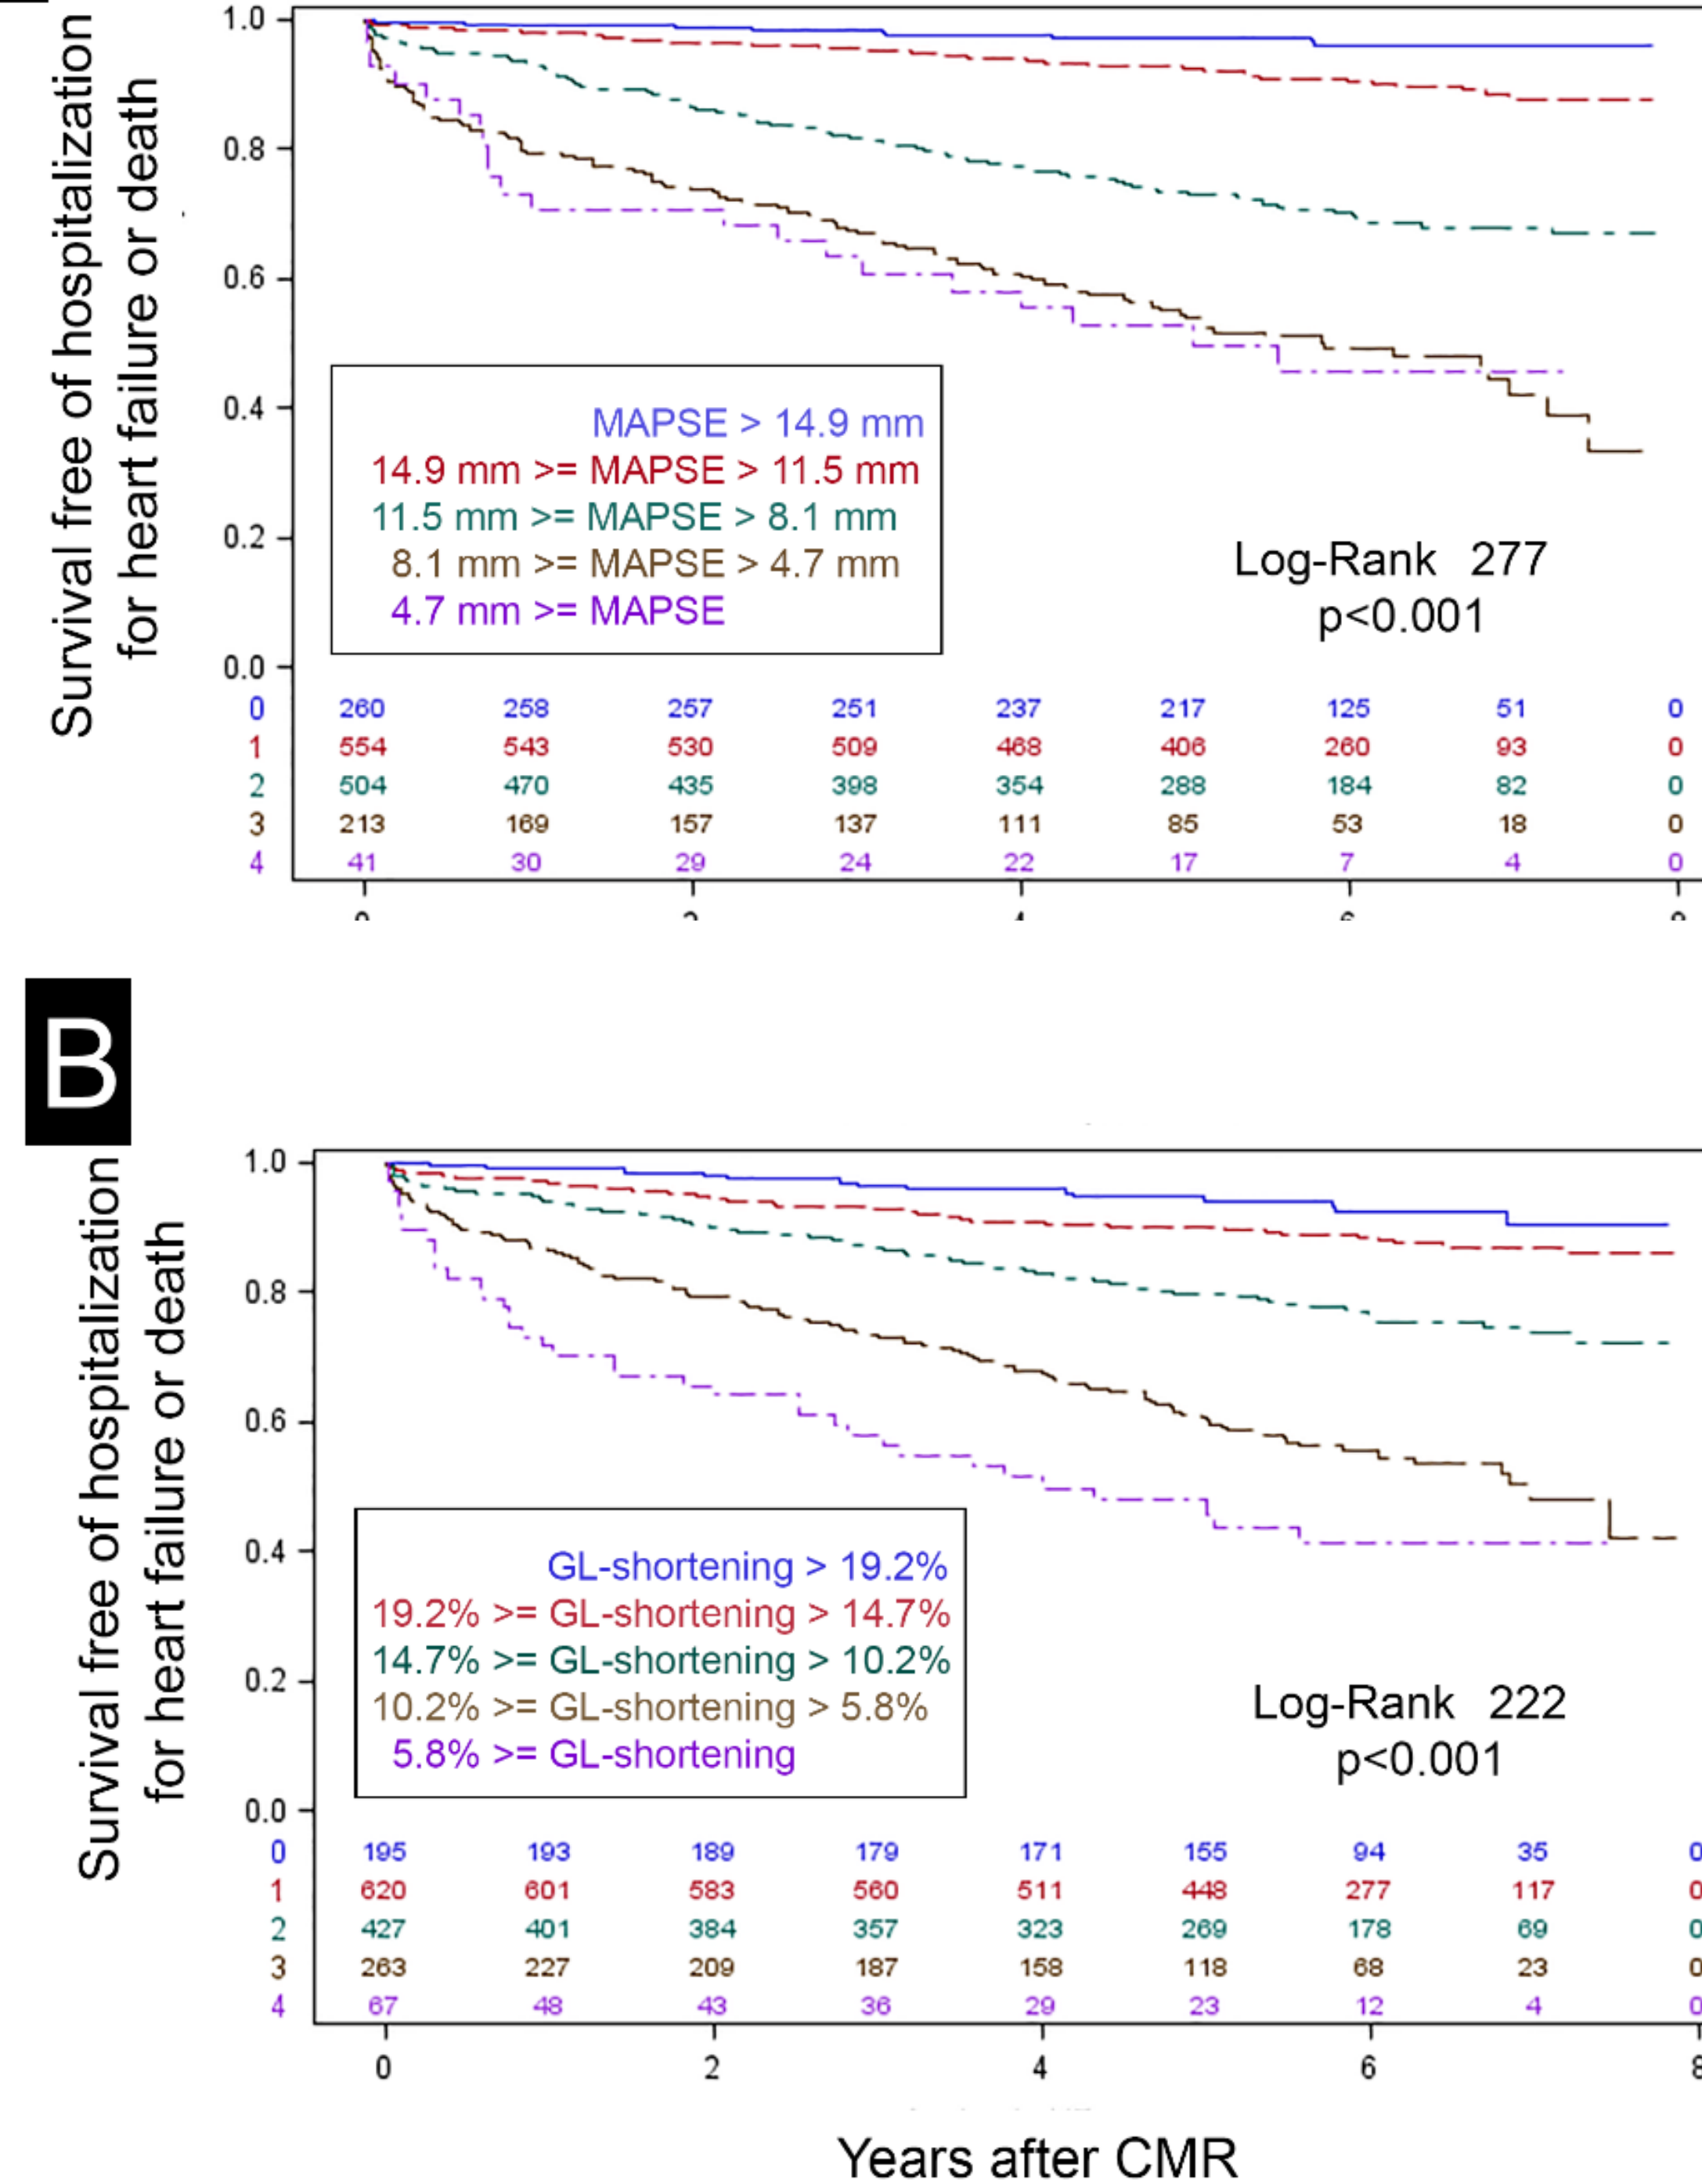 Survival free of hospitalization
for heart failure or death
1.0
0.8
0.6
0.4
0.2
0.0
MAPSE > 14.9 mm
14.9 mm >= MAPSE > 11.5 mm
11.5 mm >= MAPSE > 8.1 mm
8.1 mm >= MAPSE > 4.7 mm
4.7 mm >= MAPSE
Log-Rank 277
p<0.001
0 260 258 257 251 237 217 125 51 0
1 554 543 530 509 468 406 260 93 0
2 504 470 435 398 354 288 184 82 0
3 213 169 157 137 111 85 53 18 0
4 41 30 29 24 22 17 7 4 0
B
Survival free of hospitalization
for heart failure or death
1.0
0.8
0.6
0.4
0.2
0.0
GL-shortening > 19.2%
19.2% >= GL-shortening > 14.7%
14.7% >= GL-shortening > 10.2%
10.2% >= GL-shortening > 5.8%
5.8% >= GL-shortening
Log-Rank 222
p<0.001
0 195 193 189 179 171 155 94 35 0
1 620 601 583 560 511 448 277 117 0
2 427 401 384 357 323 269 178 69 0
3 263 227 209 187 158 118 68 23 0
4 67 48 43 36 29 23 12 4 0
0 2 4 6 8
Years after CMR